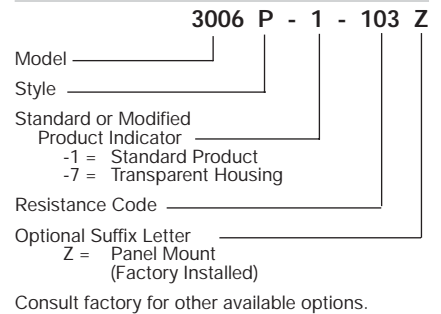 3006 P - 1 - 103 Z
Model
Style
Standard or Modified
Product Indicator
-1 = Standard Product
-7 = Transparent Housing
Resistance Code
Optional Suffix Letter
Z = Panel Mount
(Factory Installed)
Consult factory for other available options.